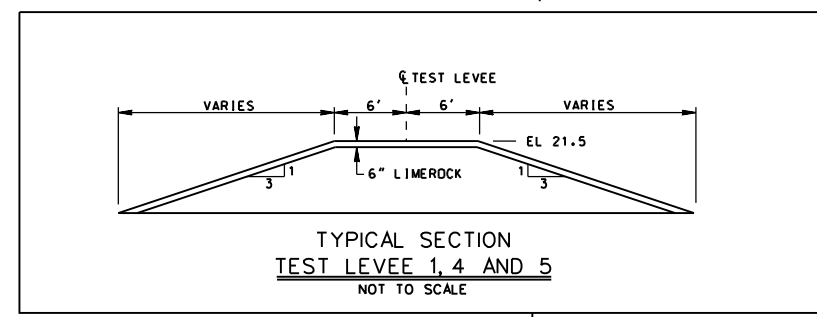 ℄ TEST LEVEE
VARIES 6' 6' VARIES
EL 21.5
1 3 6" LIMEROCK 1 3
TYPICAL SECTION
TEST LEVEE 1, 4 AND 5
NOT TO SCALE